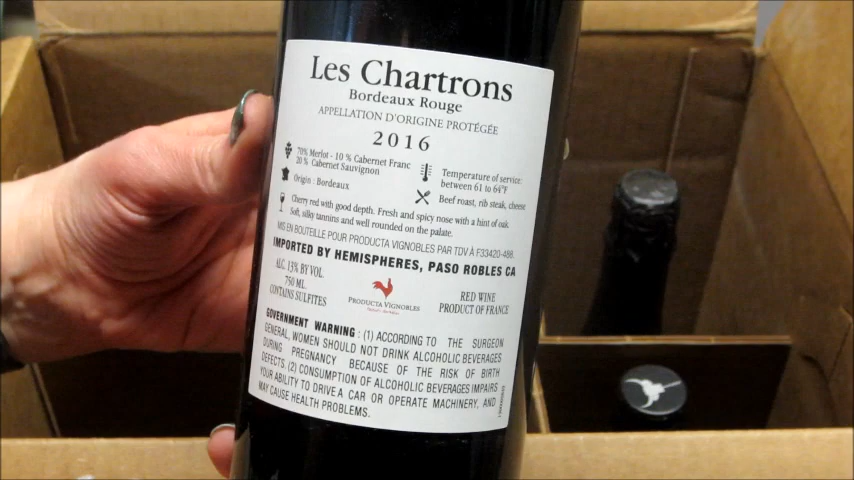 Les Chartrons
Bordeaux Rouge
APPELLATION D'ORIGINE PROTÉGÉE
2016
70% Merlot - 10 % Cabernet Franc
20 % Cabernet Sauvignon
Origin : Bordeaux
Temperature of service:
between 61 to 64°F
Beef roast, rib steak, cheese
Cherry red with good depth. Fresh and spicy nose with a hint of oak.
Soft, silky tannins and well rounded on the palate.
MIS EN BOUTEILLE POUR PRODUCTA VIGNOBLES PAR TDV À F33420-488.
IMPORTED BY HEMISPHERES, PASO ROBLES CA
ALC. 13% BY VOL.
750 ML.
CONTAINS SULFITES
PRODUCTA VIGNOBLES
RED WINE
PRODUCT OF FRANCE
GOVERNMENT WARNING : (1) ACCORDING TO THE SURGEON
GENERAL, WOMEN SHOULD NOT DRINK ALCOHOLIC BEVERAGES
DURING PREGNANCY BECAUSE OF THE RISK OF BIRTH
DEFECTS. (2) CONSUMPTION OF ALCOHOLIC BEVERAGES IMPAIRS
YOUR ABILITY TO DRIVE A CAR OR OPERATE MACHINERY, AND
MAY CAUSE HEALTH PROBLEMS.